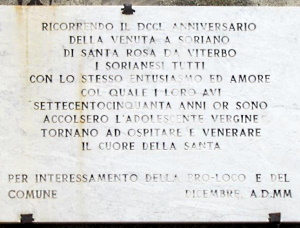 RICORRENDO IL DCCL ANNIVERSARIO
DELLA VENUTA A SORIANO
DI SANTA ROSA DA VITERBO
I SORIANESI TUTTI
CON LO STESSO ENTUSIASMO ED AMORE
COL QUALE I LORO AVI
SETTECENTOCINQUANTA ANNI OR SONO
ACCOLSERO L'ADOLESCENTE VERGINE
TORNANO AD OSPITARE E VENERARE
IL CUORE DELLA SANTA
PER INTERESSAMENTO DELLA PRO-LOCO E DEL
COMUNE DICEMBRE, A.D.MM